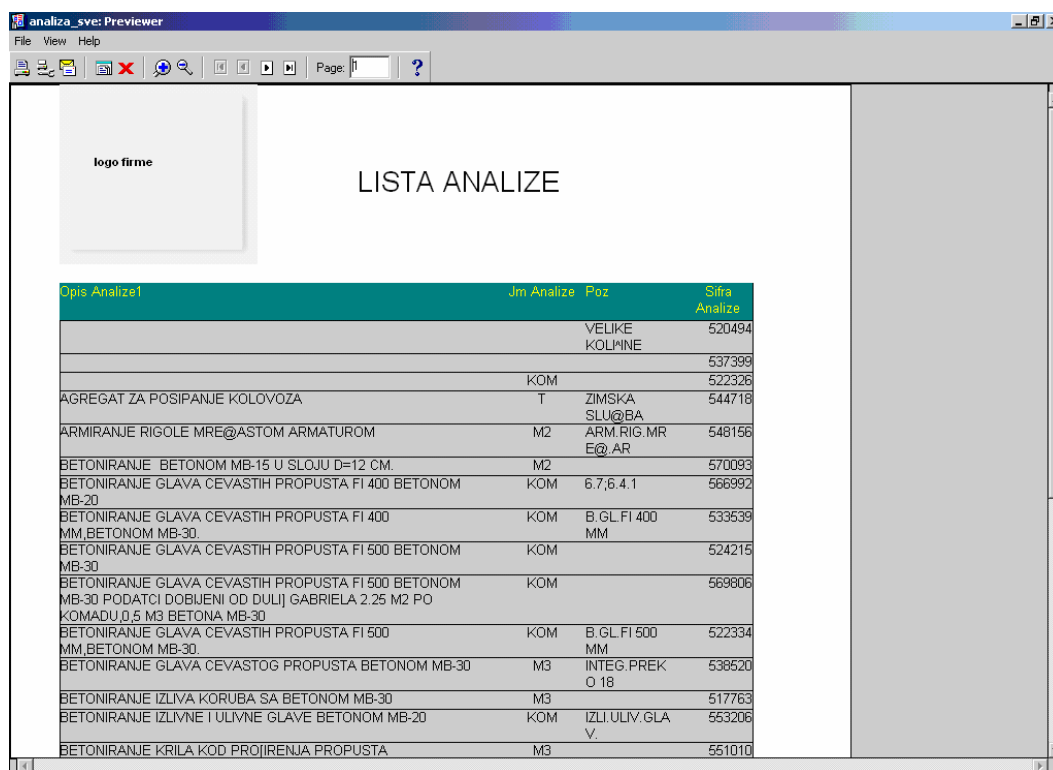 analiza_sve: Previewer
File View Help
Page: 1
logo firme
LISTA ANALIZE
Opis Analize1 Jm Analize Poz Sifra
Analize
VELIKE 520494
537399
KOM 522326
AGREGAT ZA POSIPANJE KOLOVOZA T ZIMSKA 544718
SLU@BA
ARMIRANJE RIGOLE MRE@ASTOM ARMATUROM M2 ARM.RIG.MR 548156
E@.AR
BETONIRANJE BETONOM MB-15 U SLOJU D=12 CM. M2 570093
BETONIRANJE GLAVA CEVASTIH PROPUSTA FI 400 BETONOM KOM 6.7;6.4.1 566992
MB-20
BETONIRANJE GLAVA CEVASTIH PROPUSTA FI 400 KOM B.GL.FI 400 533539
MM,BETONOM MB-30. MM
BETONIRANJE GLAVA CEVASTIH PROPUSTA FI 500 BETONOM KOM 524215
MB-30
BETONIRANJE GLAVA CEVASTIH PROPUSTA FI 500 BETONOM KOM 569806
MB-30 PODATCI DOBIJENI OD DULI] GABRIELA 2.25 M2 PO
KOMADU,0,5 M3 BETONA MB-30
BETONIRANJE GLAVA CEVASTIH PROPUSTA FI 500 KOM B.GL.FI 500 522334
MM,BETONOM MB-30. MM
BETONIRANJE GLAVA CEVASTOG PROPUSTA BETONOM MB-30 M3 INTEG.PREK 538520
O 18
BETONIRANJE IZLIVA KORUBA SA BETONOM MB-30 M3 517763
BETONIRANJE IZLIVNE I ULIVNE GLAVE BETONOM MB-20 KOM IZLI.ULIV.GLA 553206
V.
BETONIRANJE KRILA KOD PRO[IRENJA PROPUSTA M3 551010